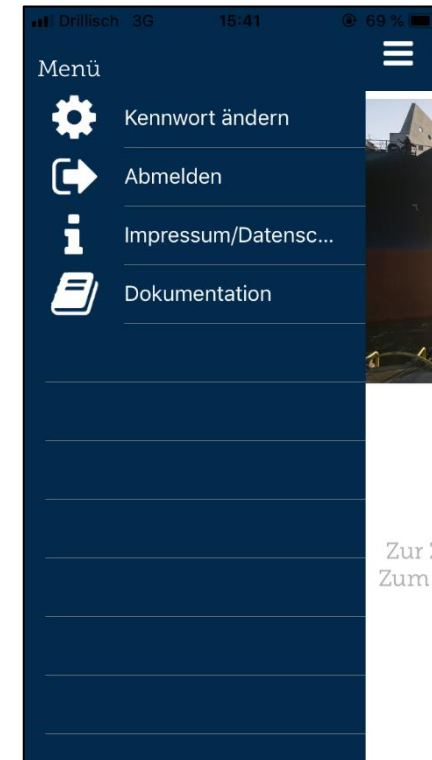 Drillisch 3G 15:41 69 %
Menü
Kennwort ändern
Abmelden
Impressum/Datensc...
Dokumentation
Zur
Zum